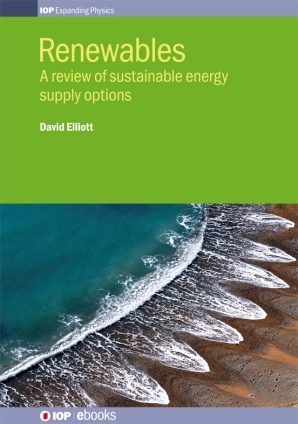 IOP Expanding Physics
Renewables
A review of sustainable energy
supply options
David Elliott
IOP ebooks